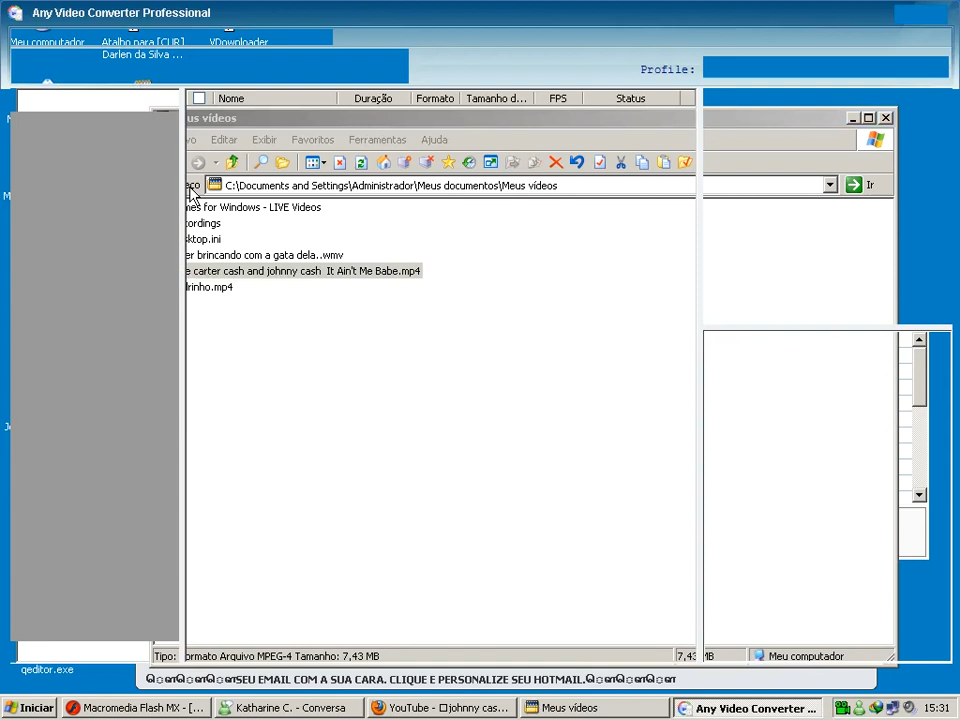 Any Video Converter Professional
Meu computador Atalho para [CUR] VDownloader
Darlen da Silva ...
Profile:
Nome Duração Formato Tamanho d... FPS Status
us vídeos
Editar Exibir Favoritos Ferramentas Ajuda
C:\Documents and Settings\Administrador\Meus documentos\Meus vídeos Ir
mes for Windows - LIVE Videos
cordings
sktop.ini
er brincando com a gata dela..wmv
e carter cash and johnny cash It Ain't Me Babe.mp4
drinho.mp4
Tipo: ormato Arquivo MPEG-4 Tamanho: 7,43 MB 7,43 MB Meu computador
qeditor.exe
SEU EMAIL COM A SUA CARA. CLIQUE E PERSONALIZE SEU HOTMAIL.
Iniciar Macromedia Flash MX - [... Katharine C. - Conversa YouTube - johnny cas... Meus vídeos Any Video Converter ... 15:31